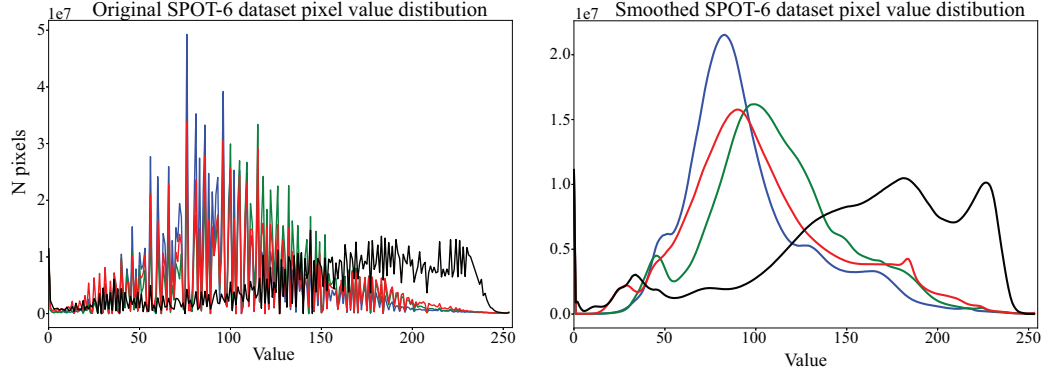 Original SPOT-6 dataset pixel value distibution
1e7
5
4
3
2
1
0
N pixels
0 50 100 150 200 250
Value
Smoothed SPOT-6 dataset pixel value distibution
1e7
2.0
1.5
1.0
0.5
0.0
0 50 100 150 200 250
Value